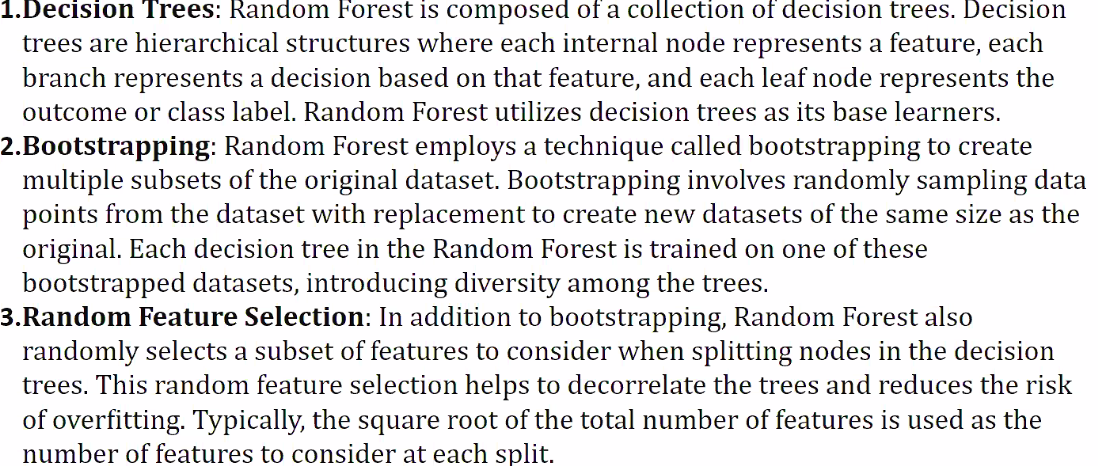 1.Decision Trees: Random Forest is composed of a collection of decision trees. Decision
trees are hierarchical structures where each internal node represents a feature, each
branch represents a decision based on that feature, and each leaf node represents the
outcome or class label. Random Forest utilizes decision trees as its base learners.
2.Bootstrapping: Random Forest employs a technique called bootstrapping to create
multiple subsets of the original dataset. Bootstrapping involves randomly sampling data
points from the dataset with replacement to create new datasets of the same size as the
original. Each decision tree in the Random Forest is trained on one of these
bootstrapped datasets, introducing diversity among the trees.
3.Random Feature Selection: In addition to bootstrapping, Random Forest also
randomly selects a subset of features to consider when splitting nodes in the decision
trees. This random feature selection helps to decorrelate the trees and reduces the risk
of overfitting. Typically, the square root of the total number of features is used as the
number of features to consider at each split.